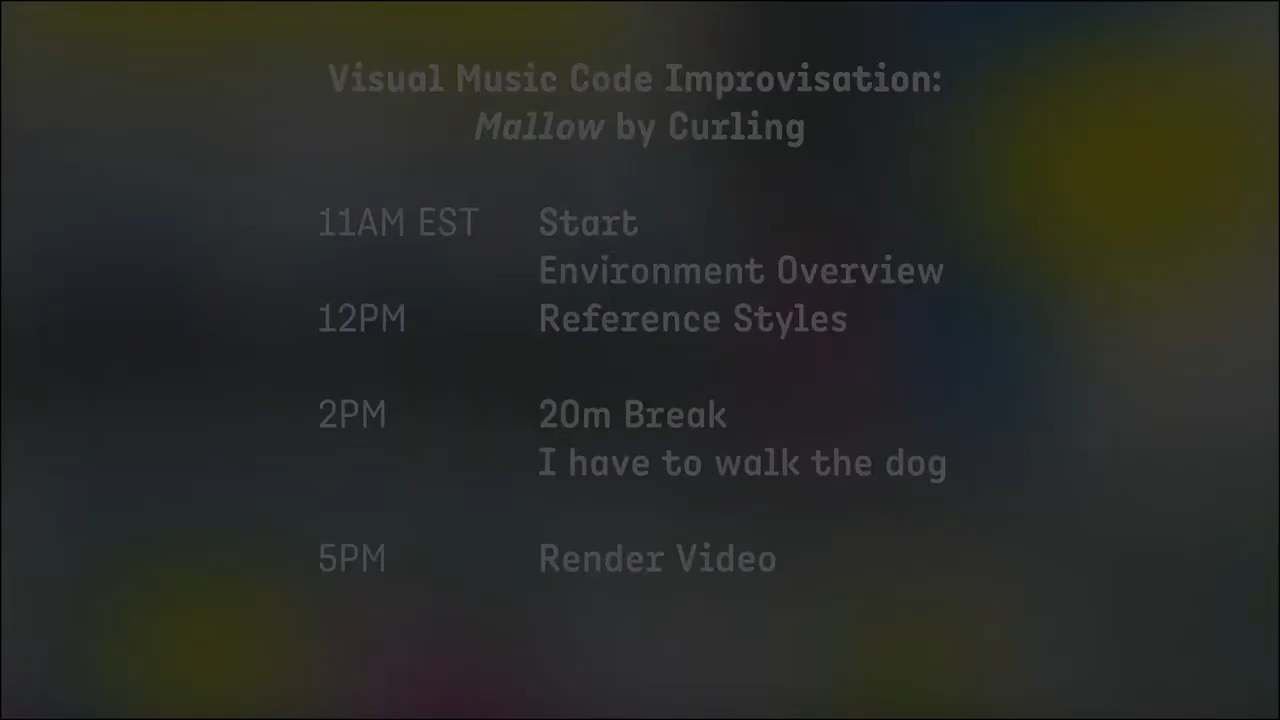 Visual Music Code Improvisation:
Mallow by Curling
11AM EST Start
Environment Overview
12PM Reference Styles
2PM 20m Break
I have to walk the dog
5PM Render Video